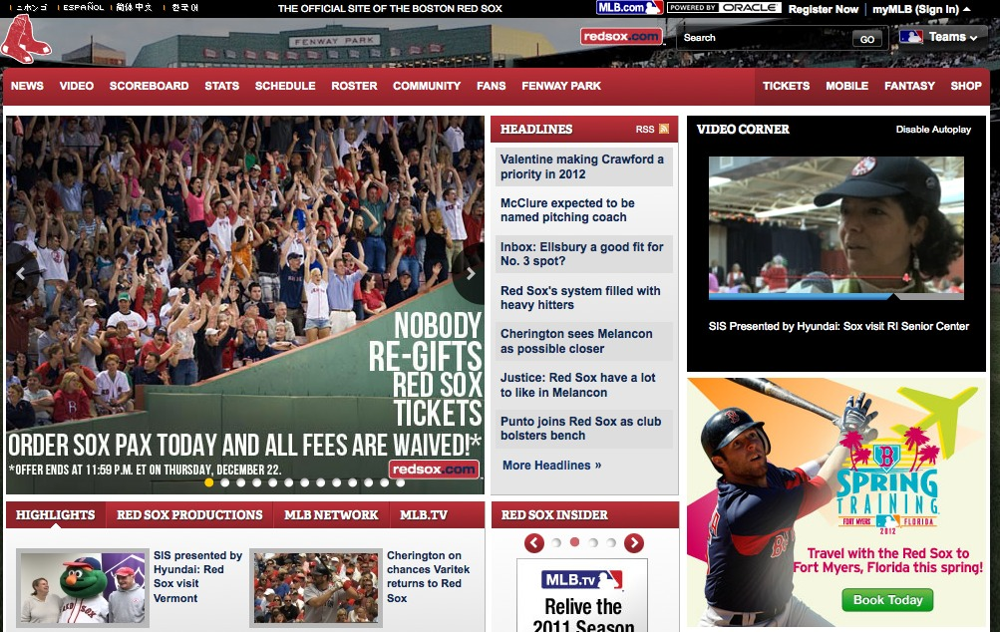 ニホンゴ | ESPAÑOL | 简体中文 | 한국어
THE OFFICIAL SITE OF THE BOSTON RED SOX
MLB.com
POWERED BY ORACLE
Register Now | myMLB (Sign In)
FENWAY PARK
redsox.com
Search
GO
Teams
NEWS VIDEO SCOREBOARD STATS SCHEDULE ROSTER COMMUNITY FANS FENWAY PARK
TICKETS MOBILE FANTASY SHOP
NOBODY
RE-GIFTS
RED SOX
TICKETS
ORDER SOX PAX TODAY AND ALL FEES ARE WAIVED!*
*OFFER ENDS AT 11:59 P.M. ET ON THURSDAY, DECEMBER 22.
redsox.com
HEADLINES
RSS
Valentine making Crawford a
priority in 2012
McClure expected to be
named pitching coach
Inbox: Ellsbury a good fit for
No. 3 spot?
Red Sox's system filled with
heavy hitters
Cherington sees Melancon
as possible closer
Justice: Red Sox have a lot
to like in Melancon
Punto joins Red Sox as club
bolsters bench
More Headlines »
VIDEO CORNER
Disable Autoplay
SIS Presented by Hyundai: Sox visit RI Senior Center
B
SPRING
TRAINING
FORT MYERS FLORIDA
2012
Travel with the Red Sox to
Fort Myers, Florida this spring!
Book Today
HIGHLIGHTS
RED SOX PRODUCTIONS
MLB NETWORK
MLB.TV
SIS presented by
Hyundai: Red
Sox visit
Vermont
Cherington on
chances Varitek
returns to Red
Sox
RED SOX INSIDER
MLB.TV
Relive the
2011 Season